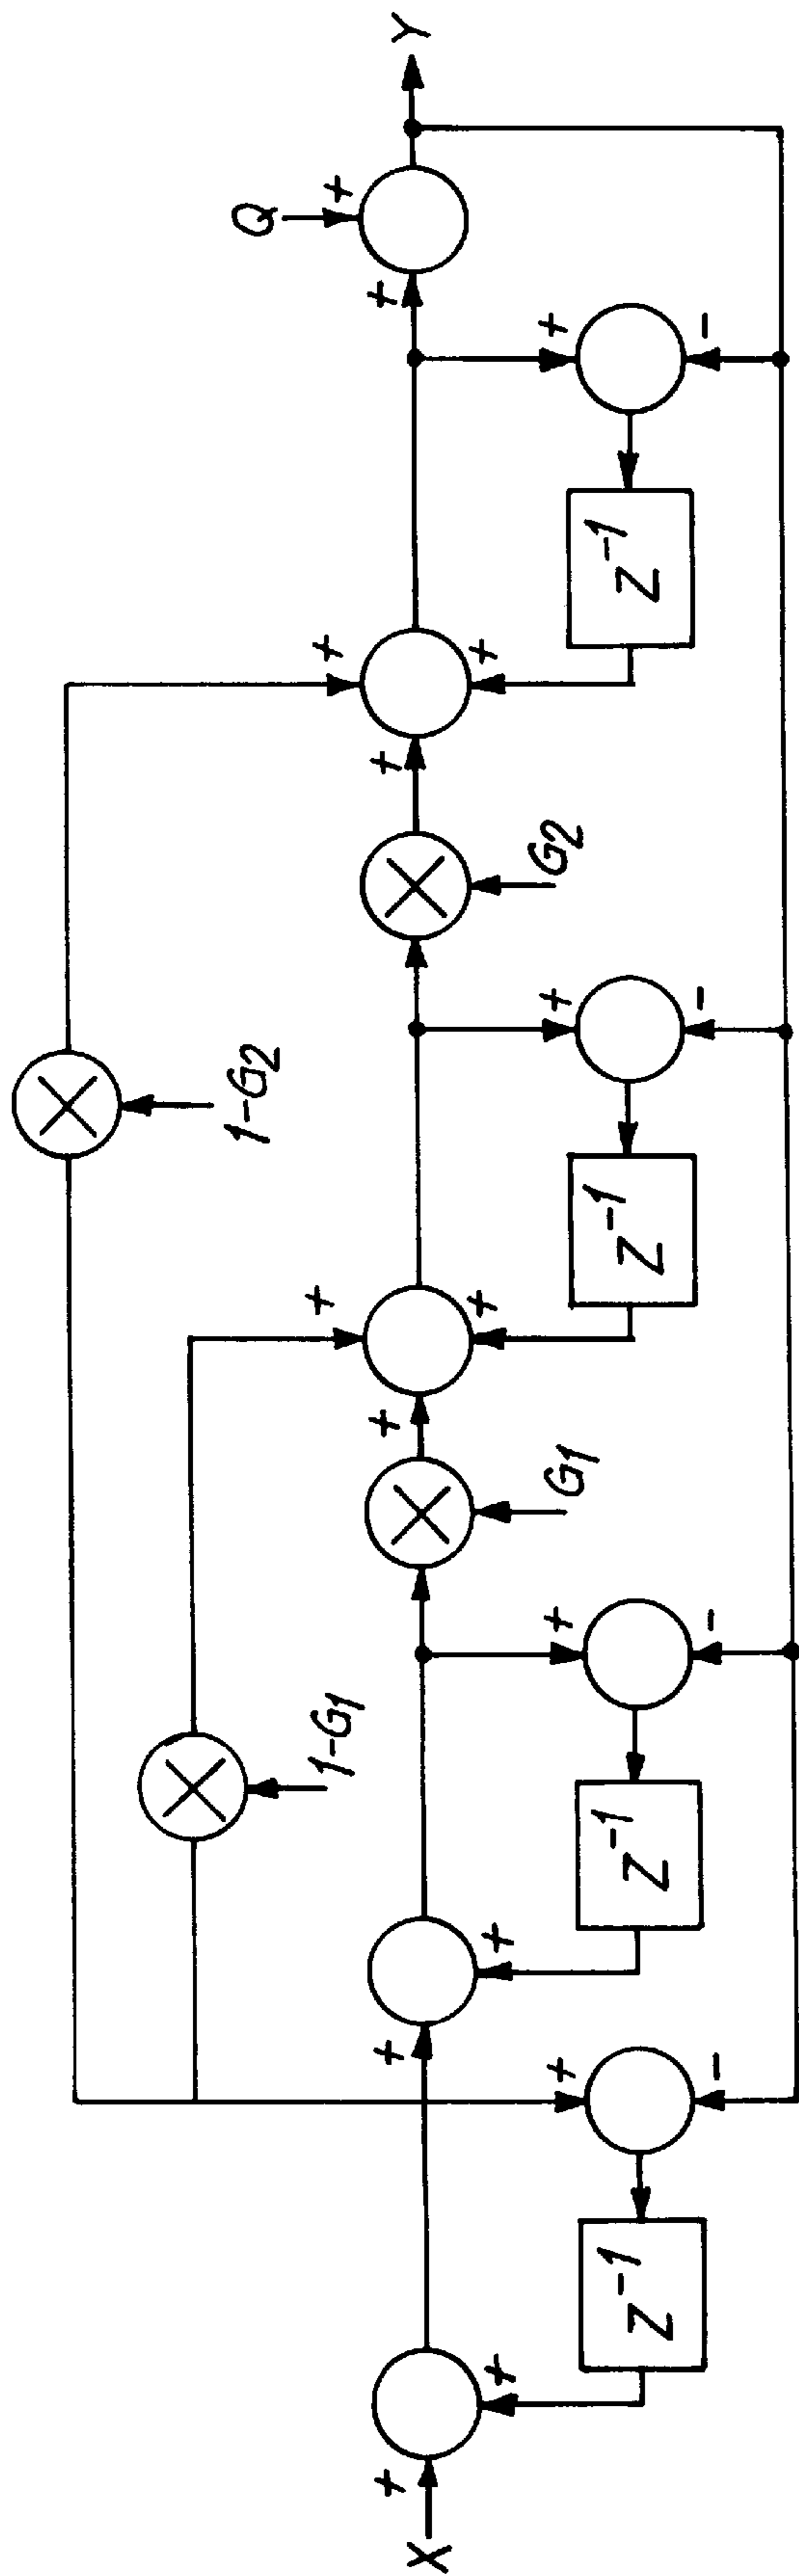 X
+
+
Z⁻¹
+
-
+
+
Z⁻¹
+
-
1-G1
G1
+
+
+
Z⁻¹
+
-
1-G2
G2
+
+
+
Z⁻¹
+
-
+
Q
+
Y